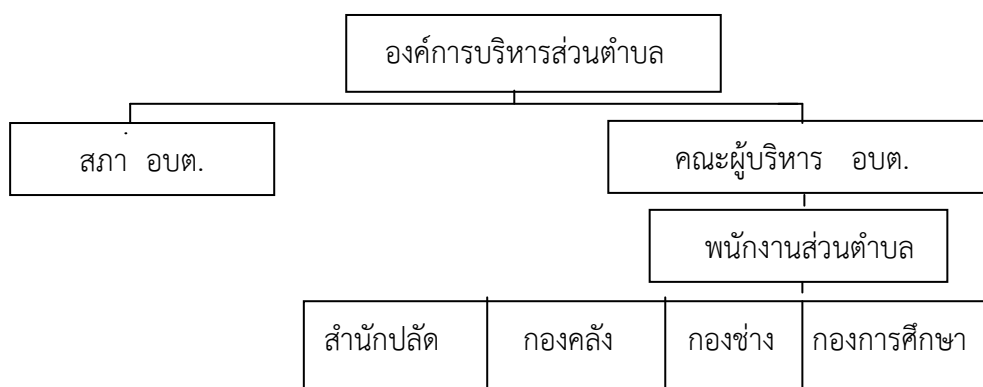 องค์การบริหารส่วนตำบล
สภา อบต.
คณะผู้บริหาร อบต.
พนักงานส่วนตำบล
สำนักปลัด
กองคลัง
กองช่าง
กองการศึกษา